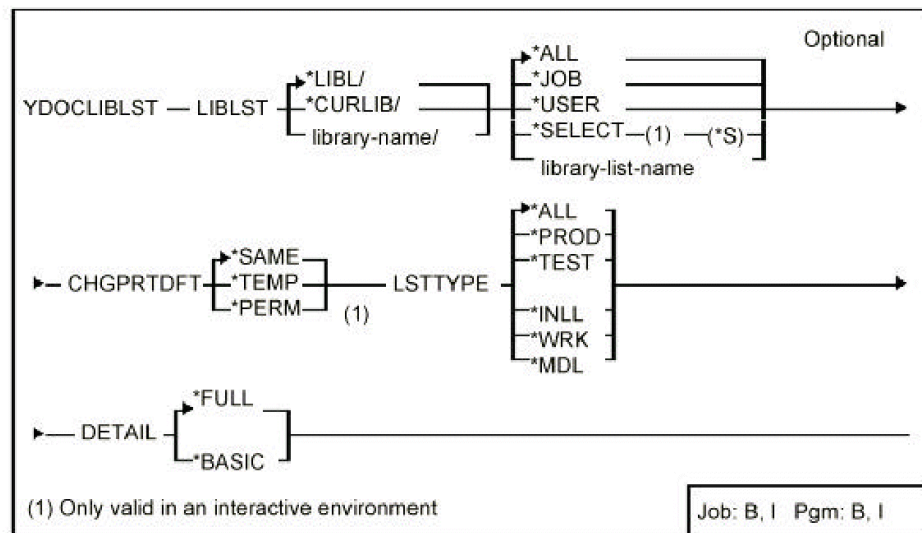 Optional
YDOCLIBLST LIBLST
*LIBL/
*CURLIB/
library-name/
*ALL
*JOB
*USER
*SELECT (1) (*S)
library-list-name
CHGPRTDFT
*SAME
*TEMP
*PERM
(1)
LSTTYPE
*ALL
*PROD
*TEST
*INLL
*WRK
*MDL
DETAIL
*FULL
*BASIC
(1) Only valid in an interactive environment
Job: B, I Pgm: B, I